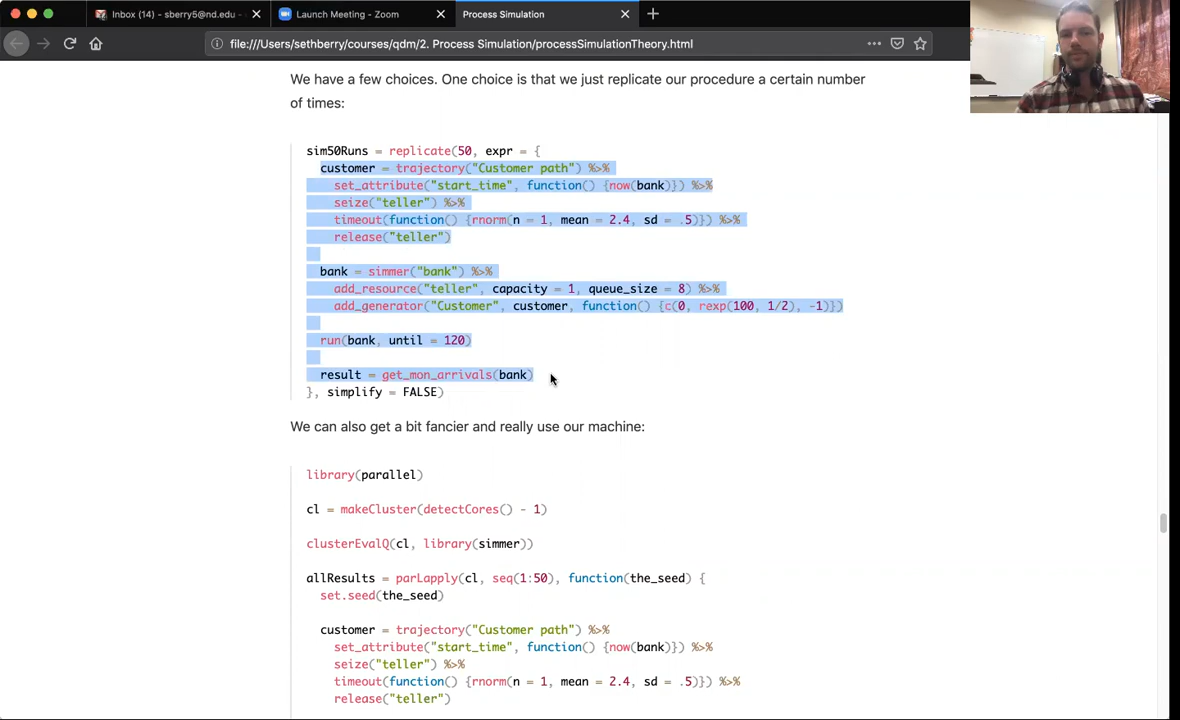 Inbox (14) - sberry5@nd.edu -
Launch Meeting - Zoom
Process Simulation
file:///Users/sethberry/courses/qdm/2. Process Simulation/processSimulationTheory.html
We have a few choices. One choice is that we just replicate our procedure a certain number
of times:
sim50Runs = replicate(50, expr = {
customer = trajectory("Customer path") %>%
set_attribute("start_time", function() {now(bank)}) %>%
seize("teller") %>%
timeout(function() {rnorm(n = 1, mean = 2.4, sd = .5)}) %>%
release("teller")
bank = simmer("bank") %>%
add_resource("teller", capacity = 1, queue_size = 8) %>%
add_generator("Customer", customer, function() {c(0, rexp(100, 1/2), -1)})
run(bank, until = 120)
result = get_mon_arrivals(bank)
}, simplify = FALSE)
We can also get a bit fancier and really use our machine:
library(parallel)
cl = makeCluster(detectCores() - 1)
clusterEvalQ(cl, library(simmer))
allResults = parLapply(cl, seq(1:50), function(the_seed) {
set.seed(the_seed)
customer = trajectory("Customer path") %>%
set_attribute("start_time", function() {now(bank)}) %>%
seize("teller") %>%
timeout(function() {rnorm(n = 1, mean = 2.4, sd = .5)}) %>%
release("teller")